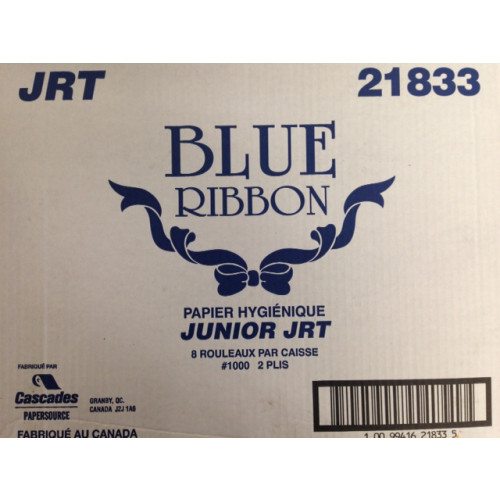 JRT 21833
BLUE
RIBBON
PAPIER HYGIÉNIQUE
JUNIOR JRT
8 ROULEAUX PAR CAISSE
#1000 2 PLIS
FABRIQUÉ PAR
Cascades
PAPERSOURCE
GRANBY, QC.
CANADA J2J 1A6
FABRIQUÉ AU CANADA
1 00 99416 21833 5